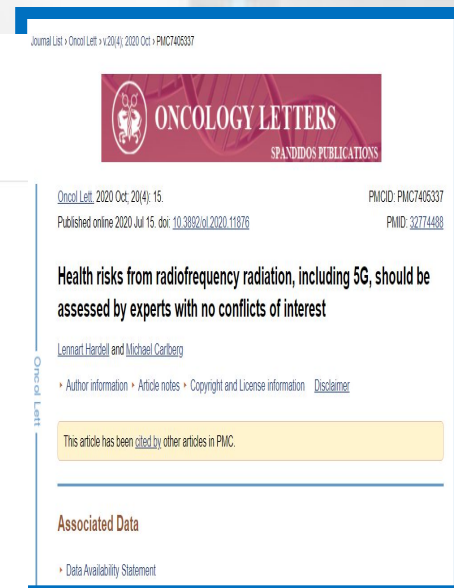 Journal List › Oncol Lett › v.20(4); 2020 Oct › PMC7405337
ONCOLOGY LETTERS
SPANDIDOS PUBLICATIONS
Oncol Lett. 2020 Oct; 20(4): 15.
PMCID: PMC7405337
Published online 2020 Jul 15. doi: 10.3892/ol.2020.11876
PMID: 32774488
Health risks from radiofrequency radiation, including 5G, should be
assessed by experts with no conflicts of interest
Lennart Hardell and Michael Carlberg
▸ Author information ▸ Article notes ▸ Copyright and License information Disclaimer
Oncol Lett
This article has been cited by other articles in PMC.
Associated Data
▸ Data Availability Statement